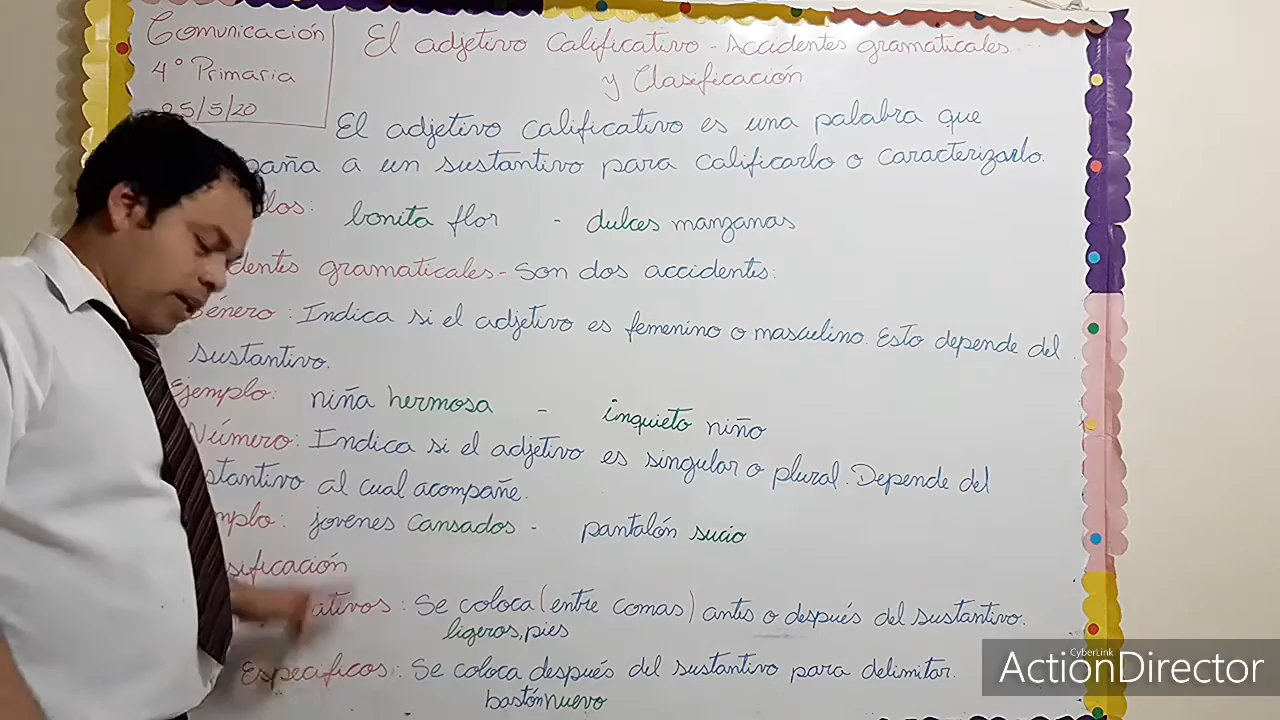 Comunicación
4° Primaria
25/5/20
El adjetivo Calificativo - Accidentes gramaticales...
y Clasificación
El adjetivo calificativo es una palabra que
paña a un sustantivo para calificarlo o caracterizarlo.
los: bonita flor - dulces manzanas
dentes gramaticales - Son dos accidentes:
Género: Indica si el adjetivo es femenino o masculino. Esto depende del
sustantivo.
Ejemplo: niña hermosa - inquieto niño
Número: Indica si el adjetivo es singular o plural. Depende del
stantivo al cual acompañe.
mplo: jovenes cansados - pantalón sucio
sificación
ativos: Se coloca (entre comas) antes o después del sustantivo.
ligeros, pies
Específicos: Se coloca después del sustantivo para delimitar.
bastón nuevo
CyberLink
ActionDirector